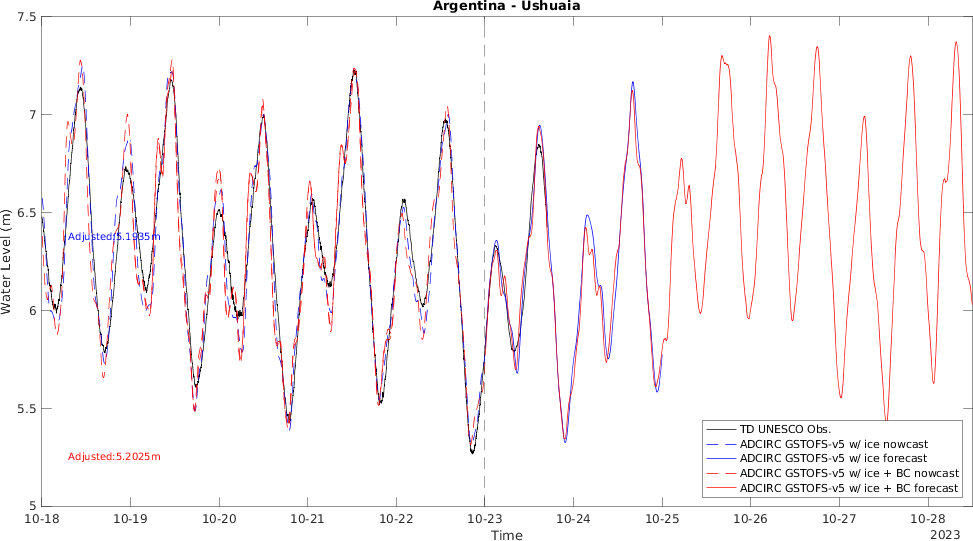 Argentina - Ushuaia
7.5
7
6.5
6
5.5
5
Water Level (m)
Adjusted:5.1935m
Adjusted:5.2025m
TD UNESCO Obs.
ADCIRC GSTOFS-v5 w/ ice nowcast
ADCIRC GSTOFS-v5 w/ ice forecast
ADCIRC GSTOFS-v5 w/ ice + BC nowcast
ADCIRC GSTOFS-v5 w/ ice + BC forecast
10-18 10-19 10-20 10-21 10-22 10-23 10-24 10-25 10-26 10-27 10-28
Time
2023